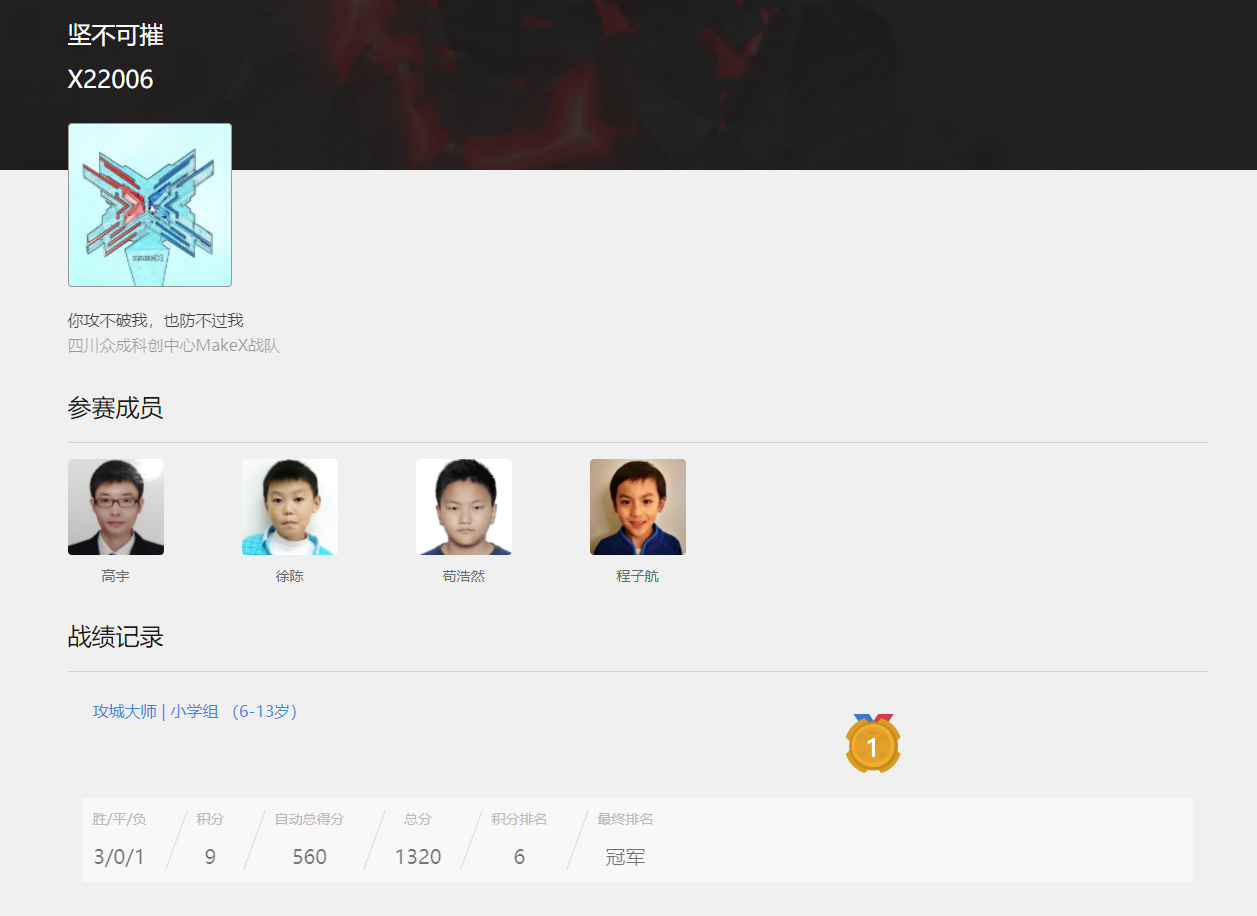 坚不可摧
X22006
MAKEX
你攻不破我，也防不过我
四川众成科创中心MakeX战队
参赛成员
高宇 徐陈 荀浩然 程子航
战绩记录
攻城大师 | 小学组 （6-13岁）
1
胜/平/负 积分 自动总得分 总分 积分排名 最终排名
3/0/1 9 560 1320 6 冠军